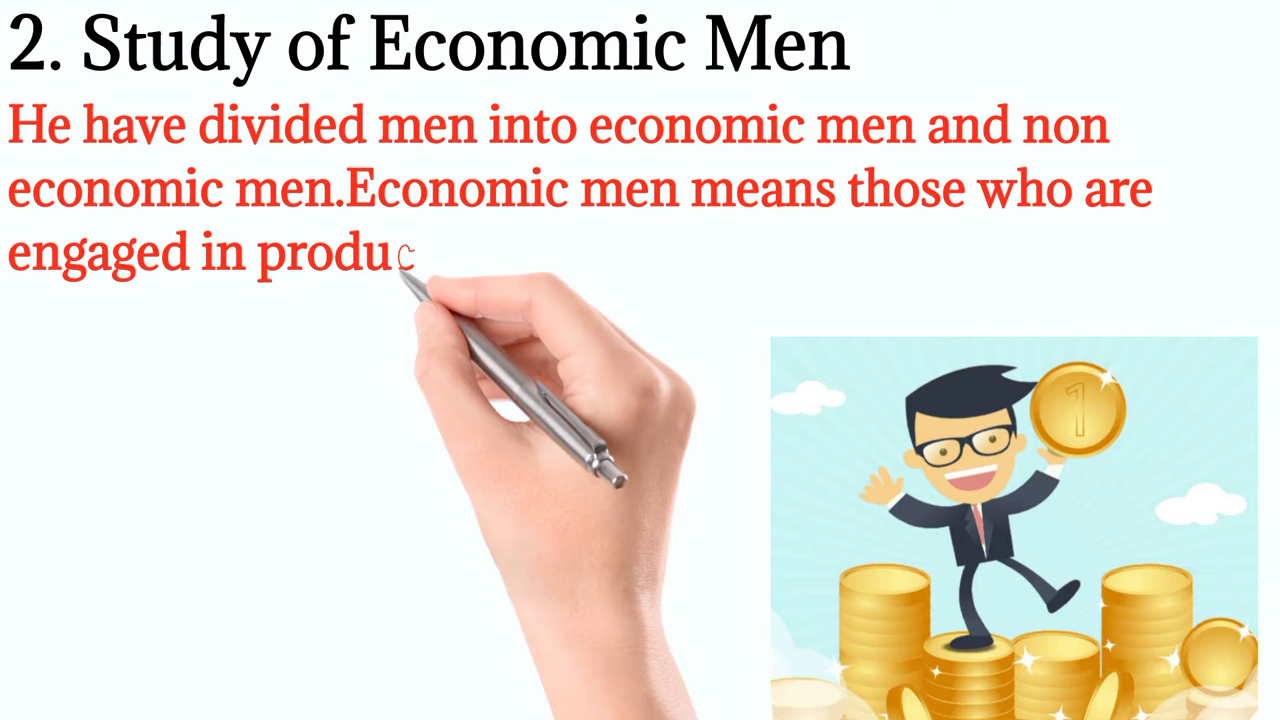 2. Study of Economic Men
He have divided men into economic men and non
economic men.Economic men means those who are
engaged in produc
1